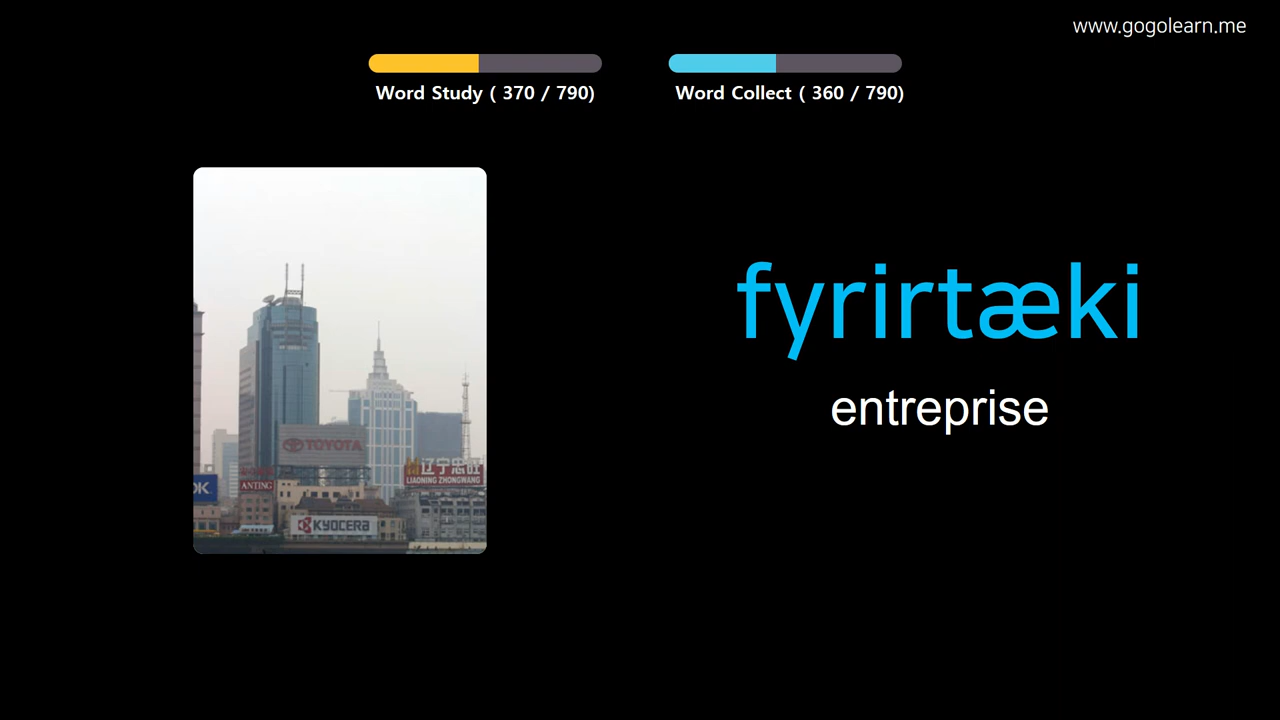 www.gogolearn.me
Word Study ( 370 / 790)
Word Collect ( 360 / 790)
fyrirtæki
entreprise
TOYOTA
辽宁忠旺
LIAONING ZHONGWANG
OK
ANTING
KYOCERA